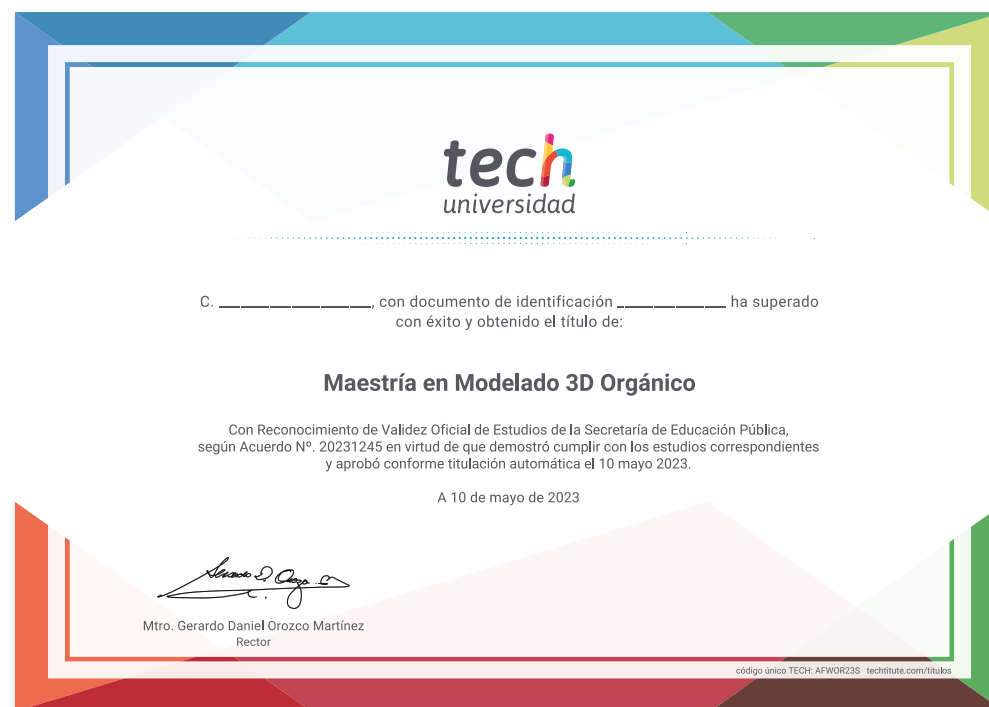 tech
universidad
C. __________________, con documento de identificación _____________ ha superado
con éxito y obtenido el título de:
Maestría en Modelado 3D Orgánico
Con Reconocimiento de Validez Oficial de Estudios de la Secretaría de Educación Pública,
según Acuerdo Nº. 20231245 en virtud de que demostró cumplir con los estudios correspondientes
y aprobó conforme titulación automática el 10 mayo 2023.
A 10 de mayo de 2023
Mtro. Gerardo Daniel Orozco Martínez
Rector
código único TECH: AFWOR23S techtitute.com/titulos